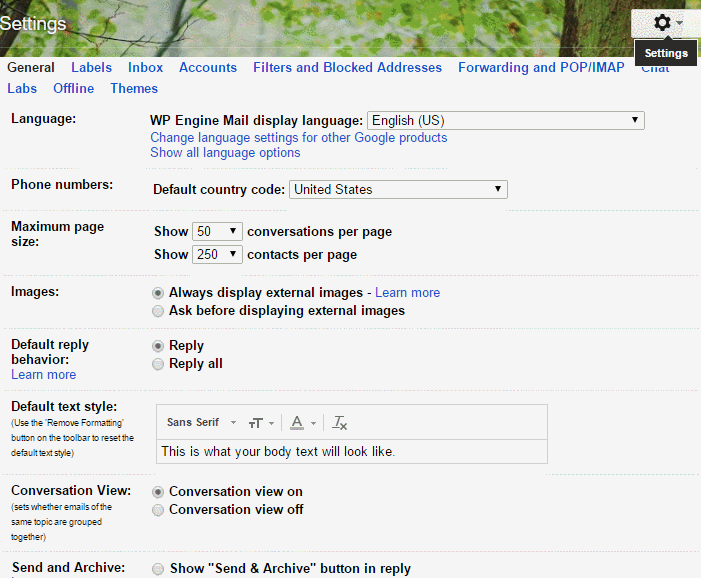 Settings
Settings
General Labels Inbox Accounts Filters and Blocked Addresses Forwarding and POP/IMAP Chat
Labs Offline Themes
Language:
WP Engine Mail display language: English (US)
Change language settings for other Google products
Show all language options
Phone numbers:
Default country code: United States
Maximum page
size:
Show 50 conversations per page
Show 250 contacts per page
Images:
Always display external images - Learn more
Ask before displaying external images
Default reply
behavior:
Learn more
Reply
Reply all
Default text style:
(Use the 'Remove Formatting'
button on the toolbar to reset the
default text style)
Sans Serif
This is what your body text will look like.
Conversation View:
(sets whether emails of the
same topic are grouped
together)
Conversation view on
Conversation view off
Send and Archive:
Show "Send & Archive" button in reply